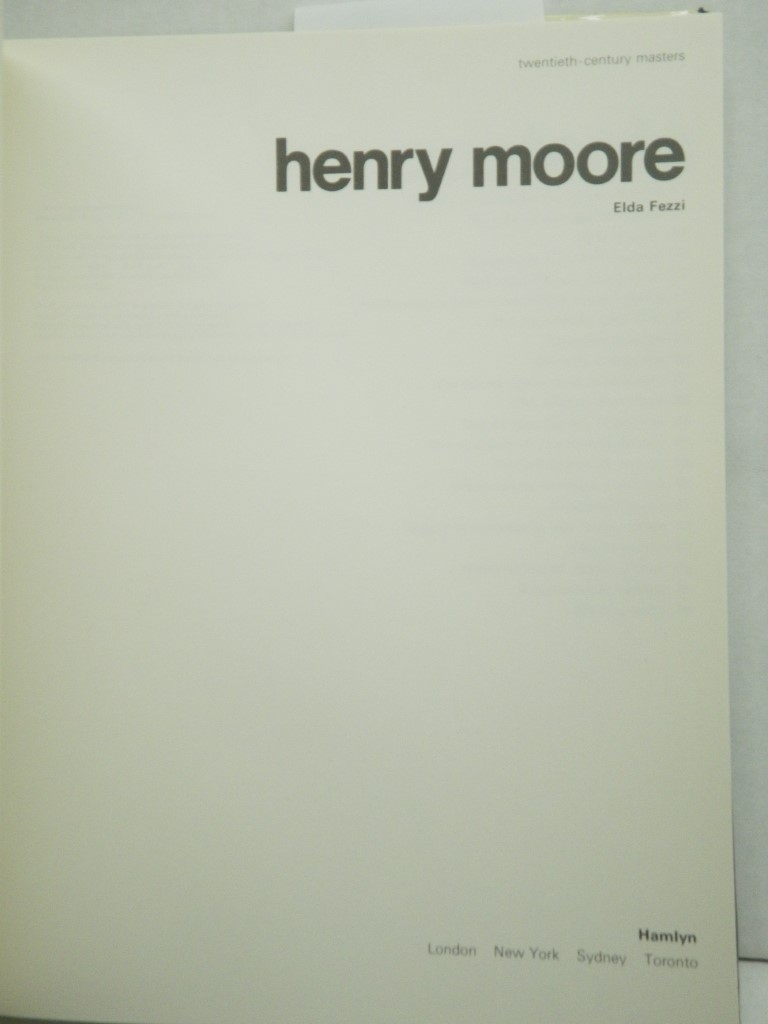 twentieth-century masters
henry moore
Elda Fezzi
Hamlyn
London New York Sydney Toronto